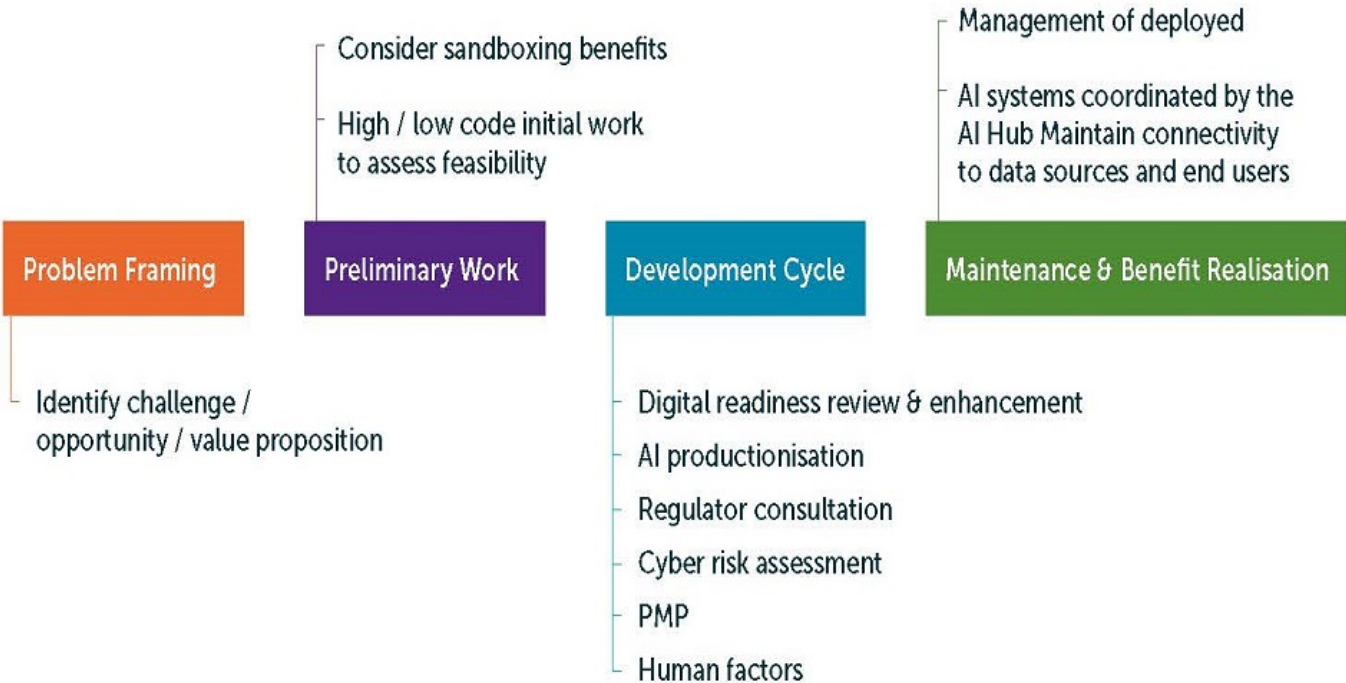 Management of deployed
Consider sandboxing benefits
AI systems coordinated by the
AI Hub Maintain connectivity
to data sources and end users
High / low code initial work
to assess feasibility
Problem Framing
Preliminary Work
Development Cycle
Maintenance & Benefit Realisation
Identify challenge /
opportunity / value proposition
Digital readiness review & enhancement
AI productionisation
Regulator consultation
Cyber risk assessment
PMP
Human factors